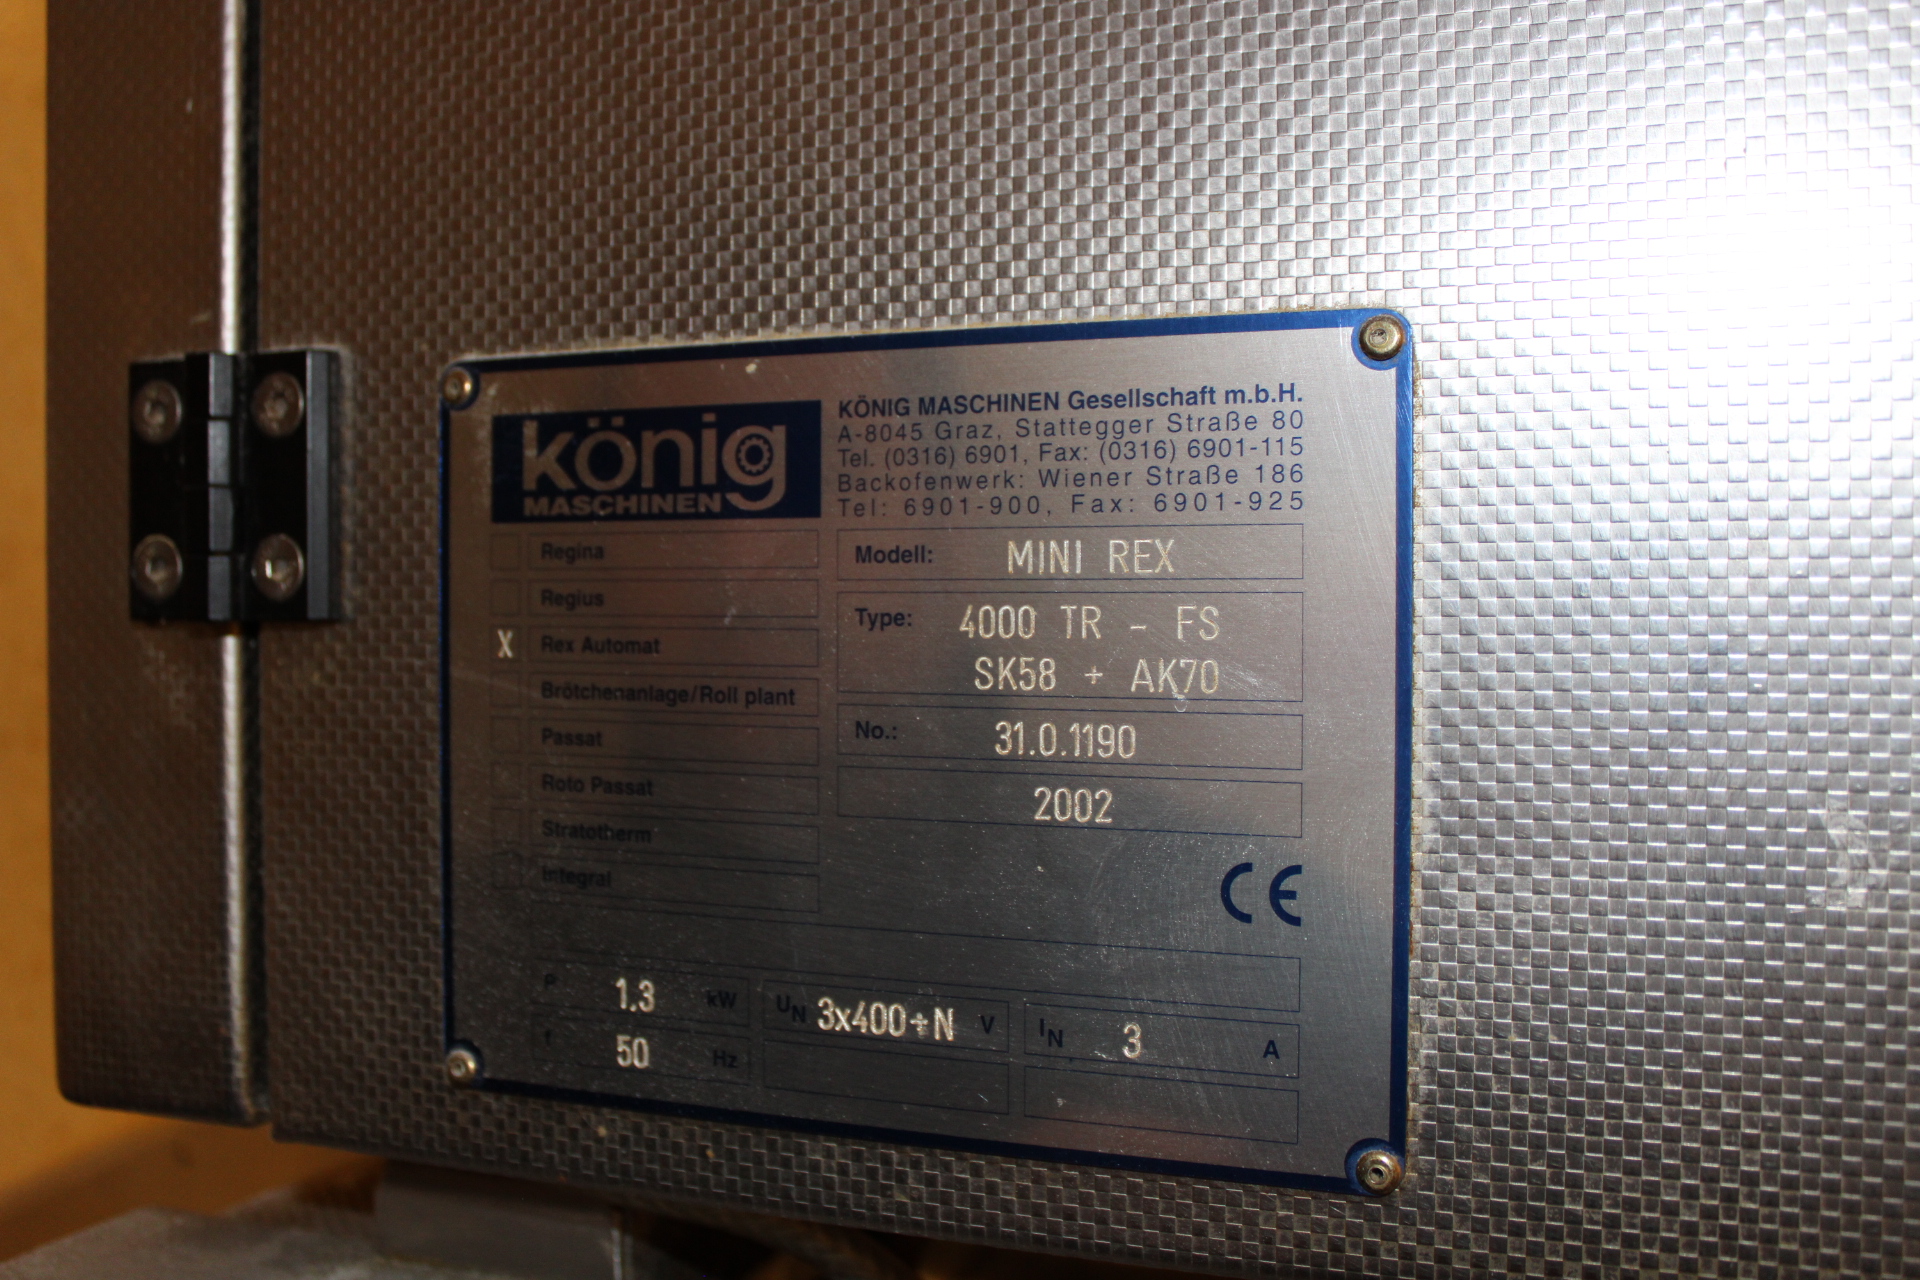 könig
MASCHINEN
KÖNIG MASCHINEN Gesellschaft m.b.H.
A-8045 Graz, Stattegger Straße 80
Tel. (0316) 6901, Fax: (0316) 6901-115
Backofenwerk: Wiener Straße 186
Tel: 6901-900, Fax: 6901-925
Regina
Regius
X Rex Automat
Brötchenanlage/Roll plant
Passat
Roto Passat
Stratotherm
Integral
Modell: MINI REX
Type: 4000 TR - FS
SK58 + AK70
No.: 31.0.1190
2002
CE
P 1.3 kW
UN 3x400+N V
IN 3 A
f 50 Hz